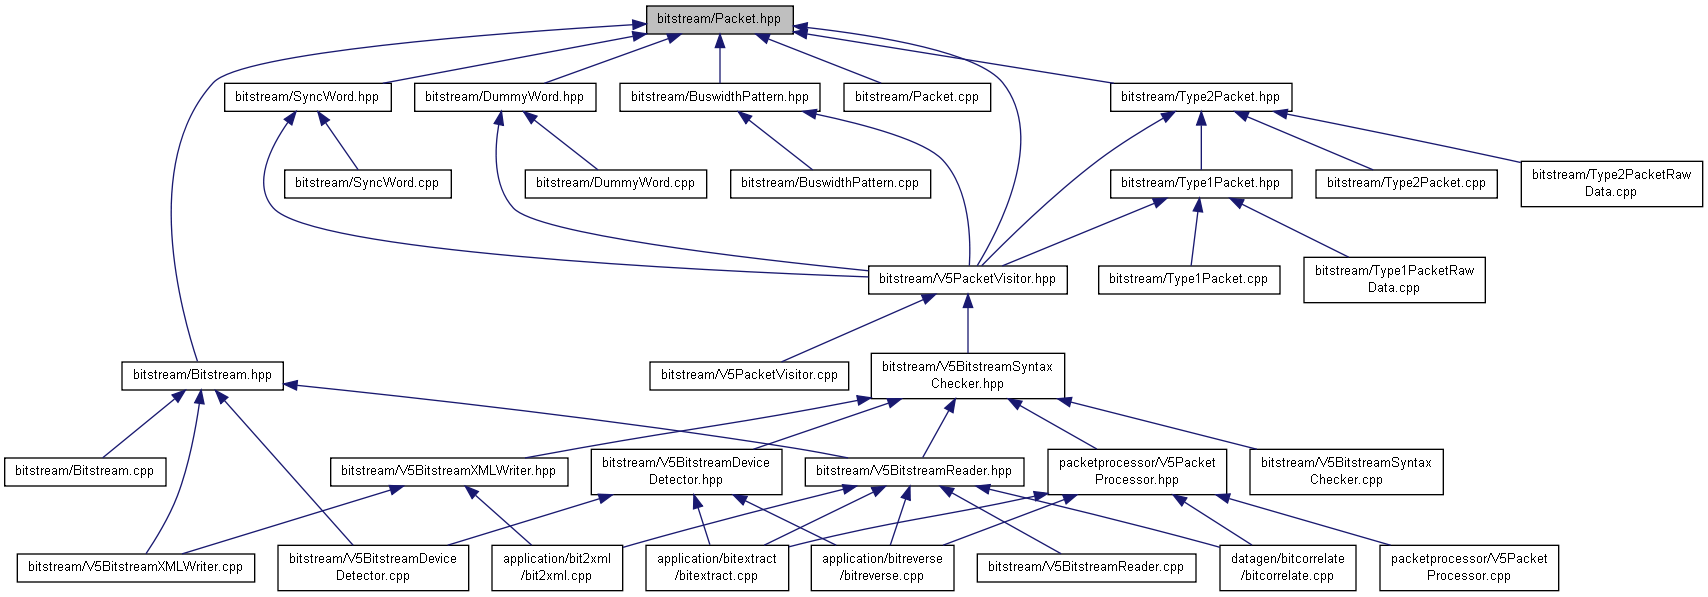 bitstream/Packet.hpp
bitstream/SyncWord.hpp
bitstream/DummyWord.hpp
bitstream/BuswidthPattern.hpp
bitstream/Packet.cpp
bitstream/Type2Packet.hpp
bitstream/SyncWord.cpp
bitstream/DummyWord.cpp
bitstream/BuswidthPattern.cpp
bitstream/Type1Packet.hpp
bitstream/Type2Packet.cpp
bitstream/Type2PacketRaw
Data.cpp
bitstream/V5PacketVisitor.hpp
bitstream/Type1Packet.cpp
bitstream/Type1PacketRaw
Data.cpp
bitstream/Bitstream.hpp
bitstream/V5PacketVisitor.cpp
bitstream/V5BitstreamSyntax
Checker.hpp
bitstream/Bitstream.cpp
bitstream/V5BitstreamXMLWriter.hpp
bitstream/V5BitstreamDevice
Detector.hpp
bitstream/V5BitstreamReader.hpp
packetprocessor/V5Packet
Processor.hpp
bitstream/V5BitstreamSyntax
Checker.cpp
bitstream/V5BitstreamXMLWriter.cpp
bitstream/V5BitstreamDevice
Detector.cpp
application/bit2xml
/bit2xml.cpp
application/bitextract
/bitextract.cpp
application/bitreverse
/bitreverse.cpp
bitstream/V5BitstreamReader.cpp
datagen/bitcorrelate
/bitcorrelate.cpp
packetprocessor/V5Packet
Processor.cpp